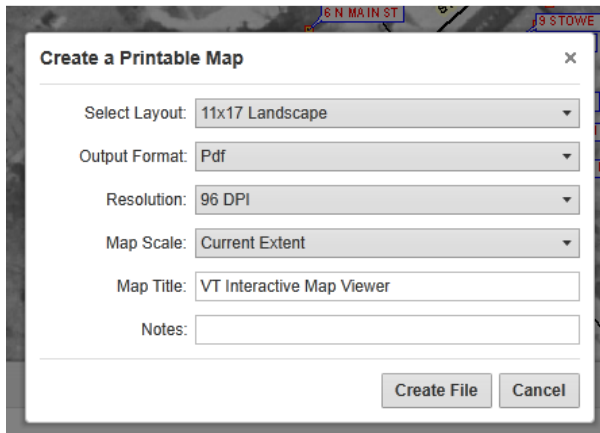 6 N MAIN ST
9 STOWE
Create a Printable Map
Select Layout: 11x17 Landscape
Output Format: Pdf
Resolution: 96 DPI
Map Scale: Current Extent
Map Title: VT Interactive Map Viewer
Notes:
Create File Cancel